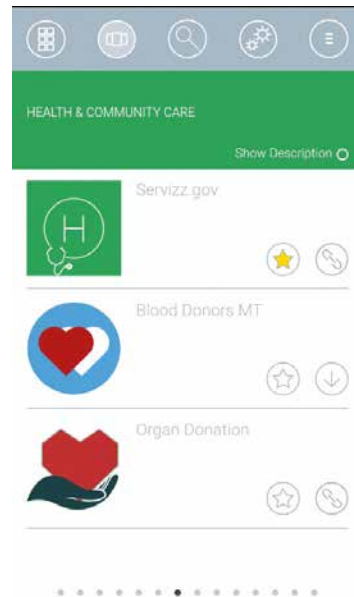 HEALTH & COMMUNITY CARE
Show Description
Servizz.gov
H
Blood Donors MT
Organ Donation